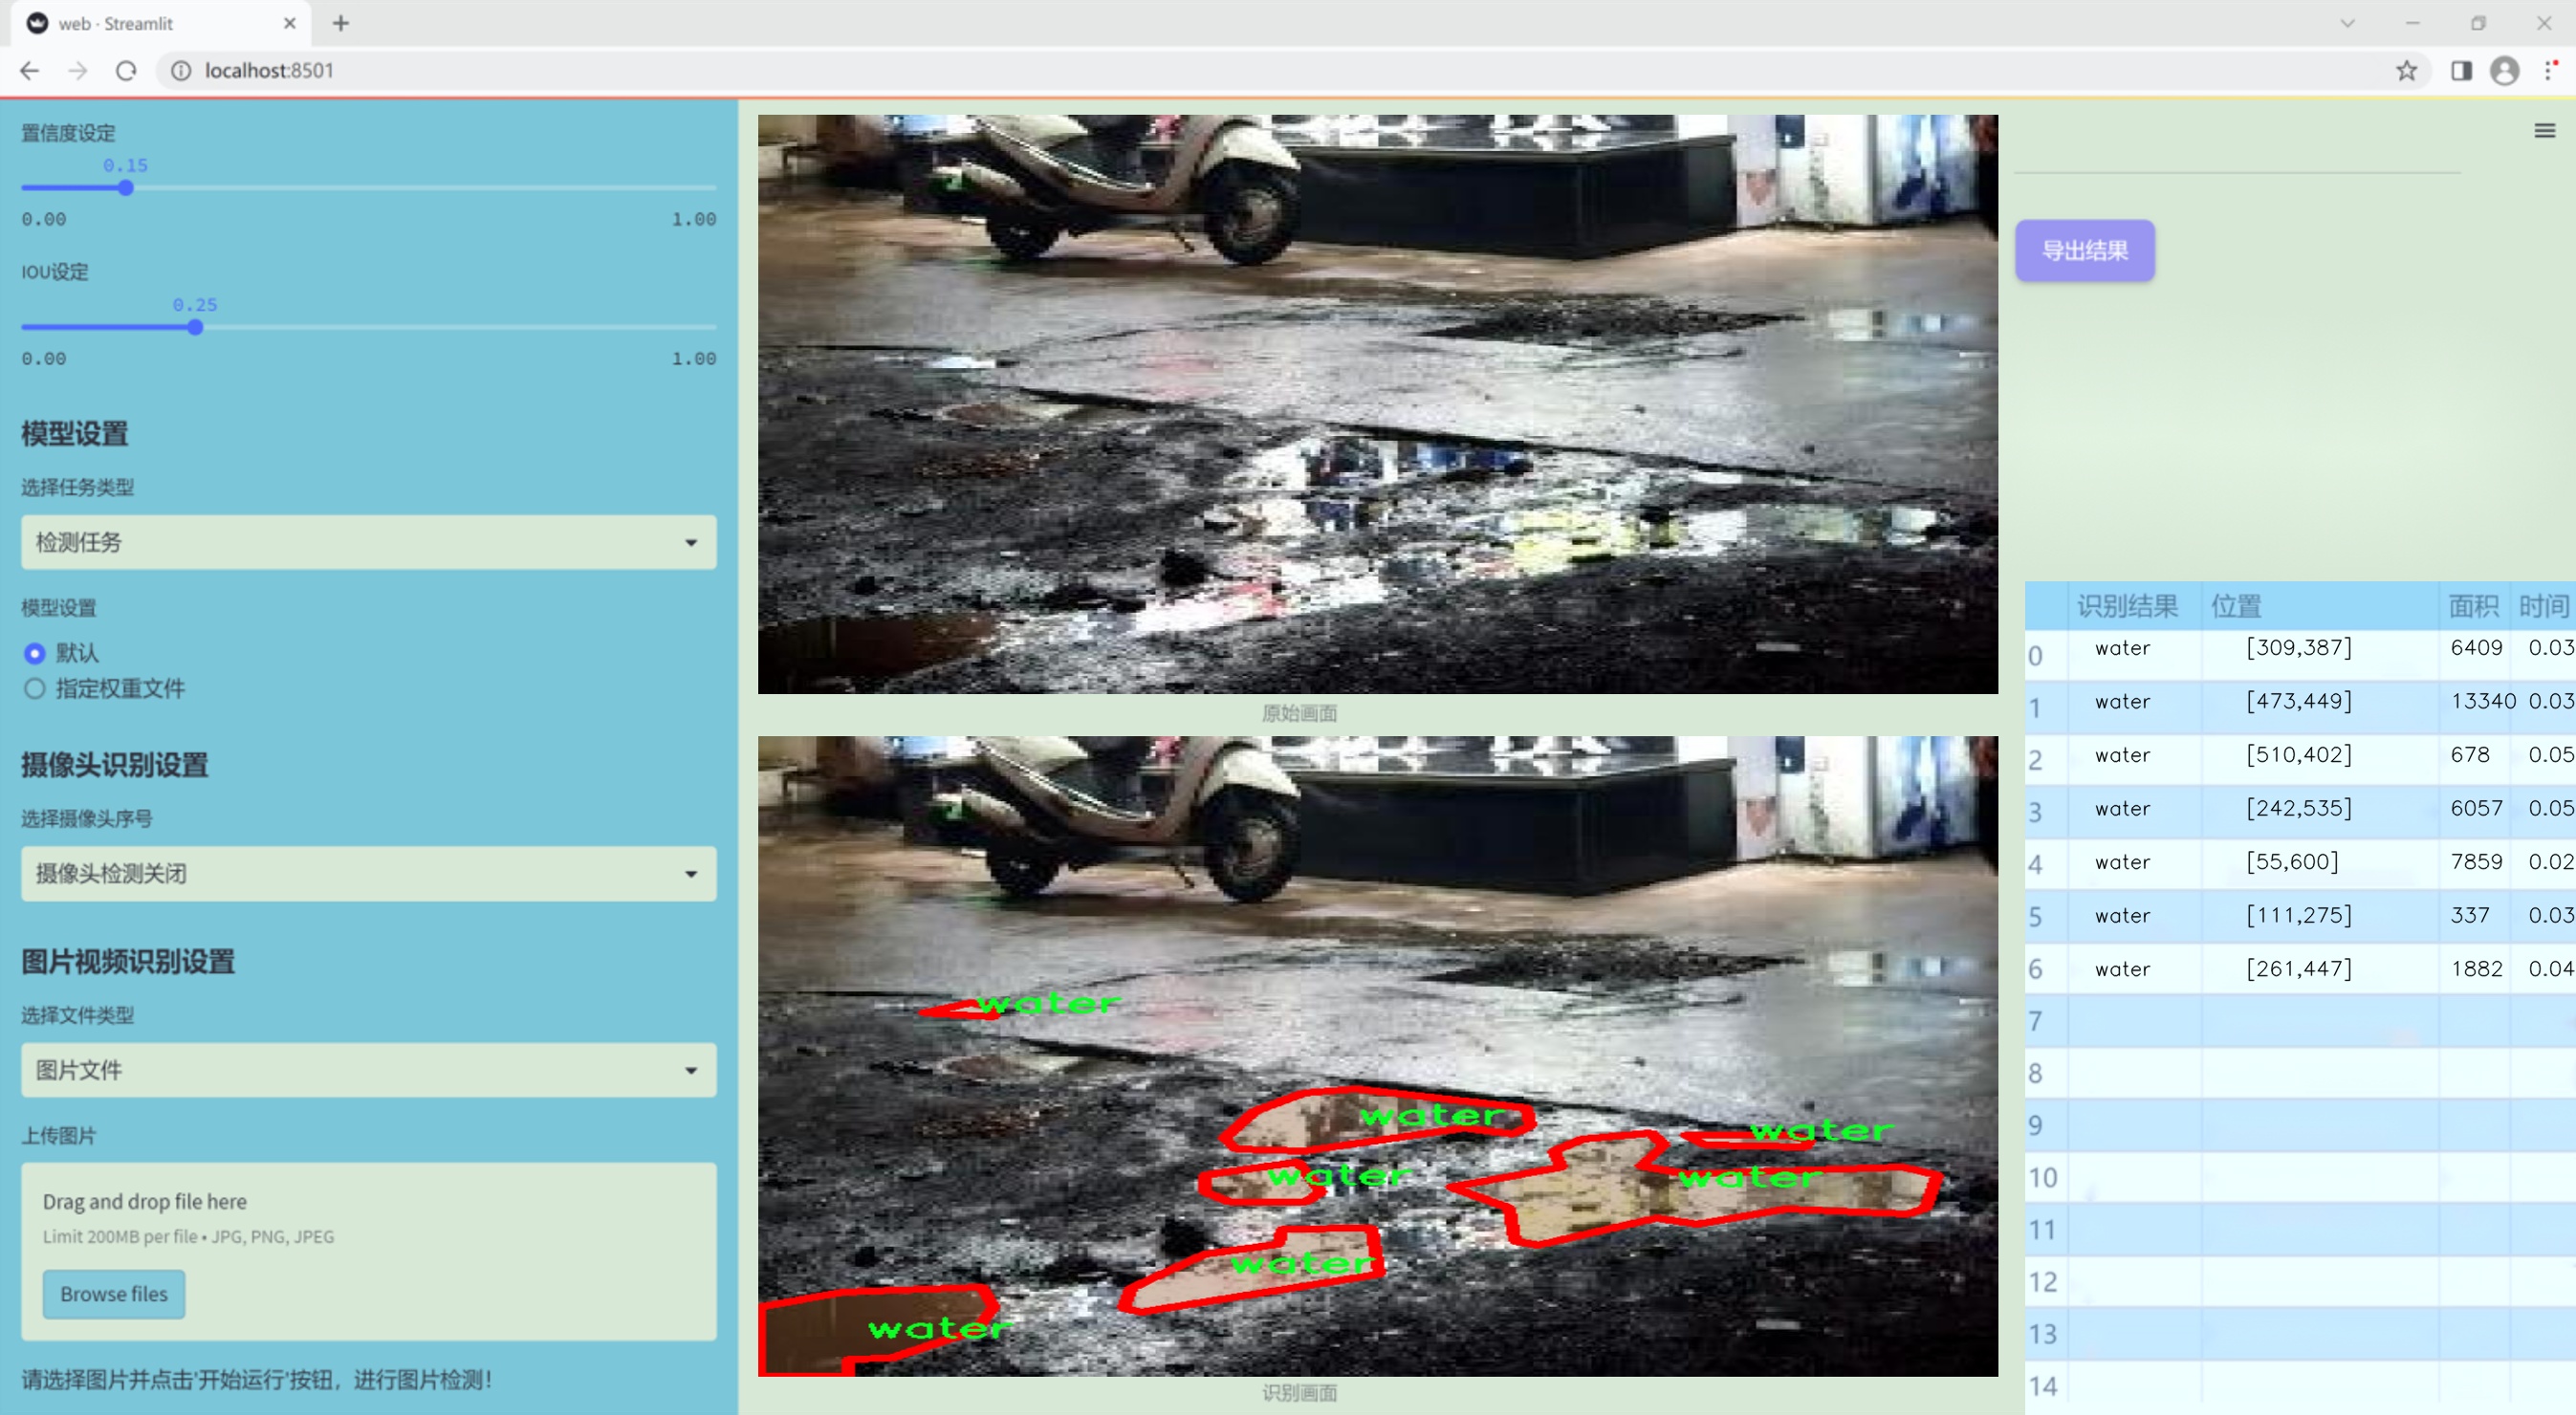 web · Streamlit
localhost:8501
置信度设定
0.15
0.00 1.00
IOU设定
0.25
0.00 1.00
模型设置
选择任务类型
检测任务
模型设置
默认
指定权重文件
摄像头识别设置
选择摄像头序号
摄像头检测关闭
图片视频识别设置
选择文件类型
图片文件
上传图片
Drag and drop file here
Limit 200MB per file • JPG, PNG, JPEG
Browse files
请选择图片并点击'开始运行'按钮，进行图片检测！
原始画面
water
water
water
water
water
water
water
识别画面
导出结果
识别结果 位置 面积 时间
0 water [309,387] 6409 0.03
1 water [473,449] 13340 0.03
2 water [510,402] 678 0.05
3 water [242,535] 6057 0.05
4 water [55,600] 7859 0.02
5 water [111,275] 337 0.03
6 water [261,447] 1882 0.04
7
8
9
10
11
12
13
14